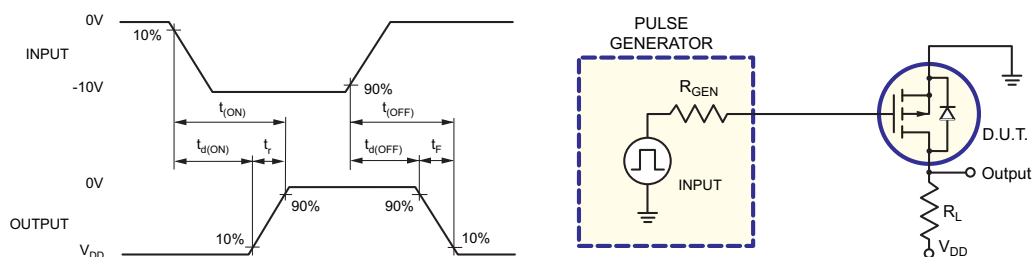 0V
10%
INPUT
-10V
90%
t(ON)
t(OFF)
td(ON)
tr
td(OFF)
tF
0V
90%
90%
OUTPUT
10%
10%
VDD
PULSE
GENERATOR
RGEN
INPUT
D.U.T.
Output
RL
VDD